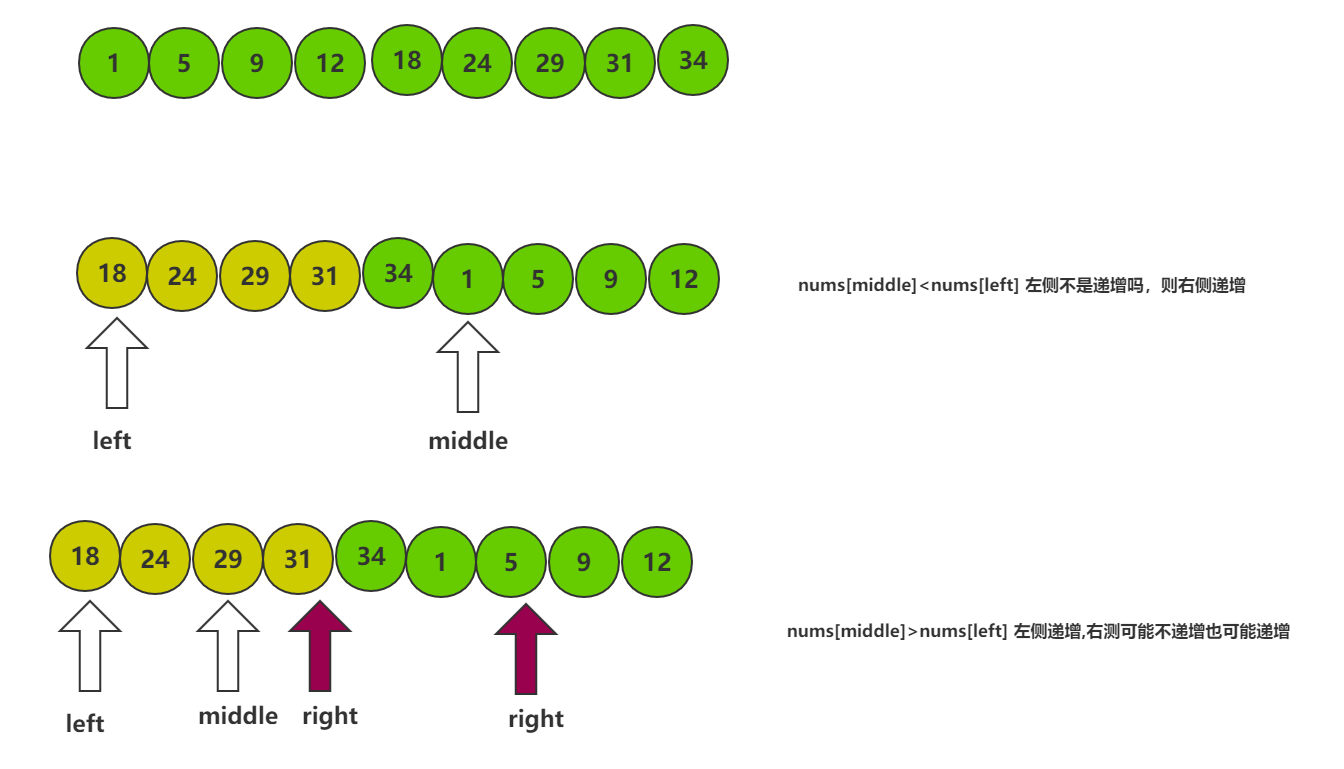 1 5 9 12 18 24 29 31 34
18 24 29 31 34 1 5 9 12
nums[middle]<nums[left] 左侧不是递增吗，则右侧递增
left middle
18 24 29 31 34 1 5 9 12
nums[middle]>nums[left] 左侧递增,右测可能不递增也可能递增
left middle right right